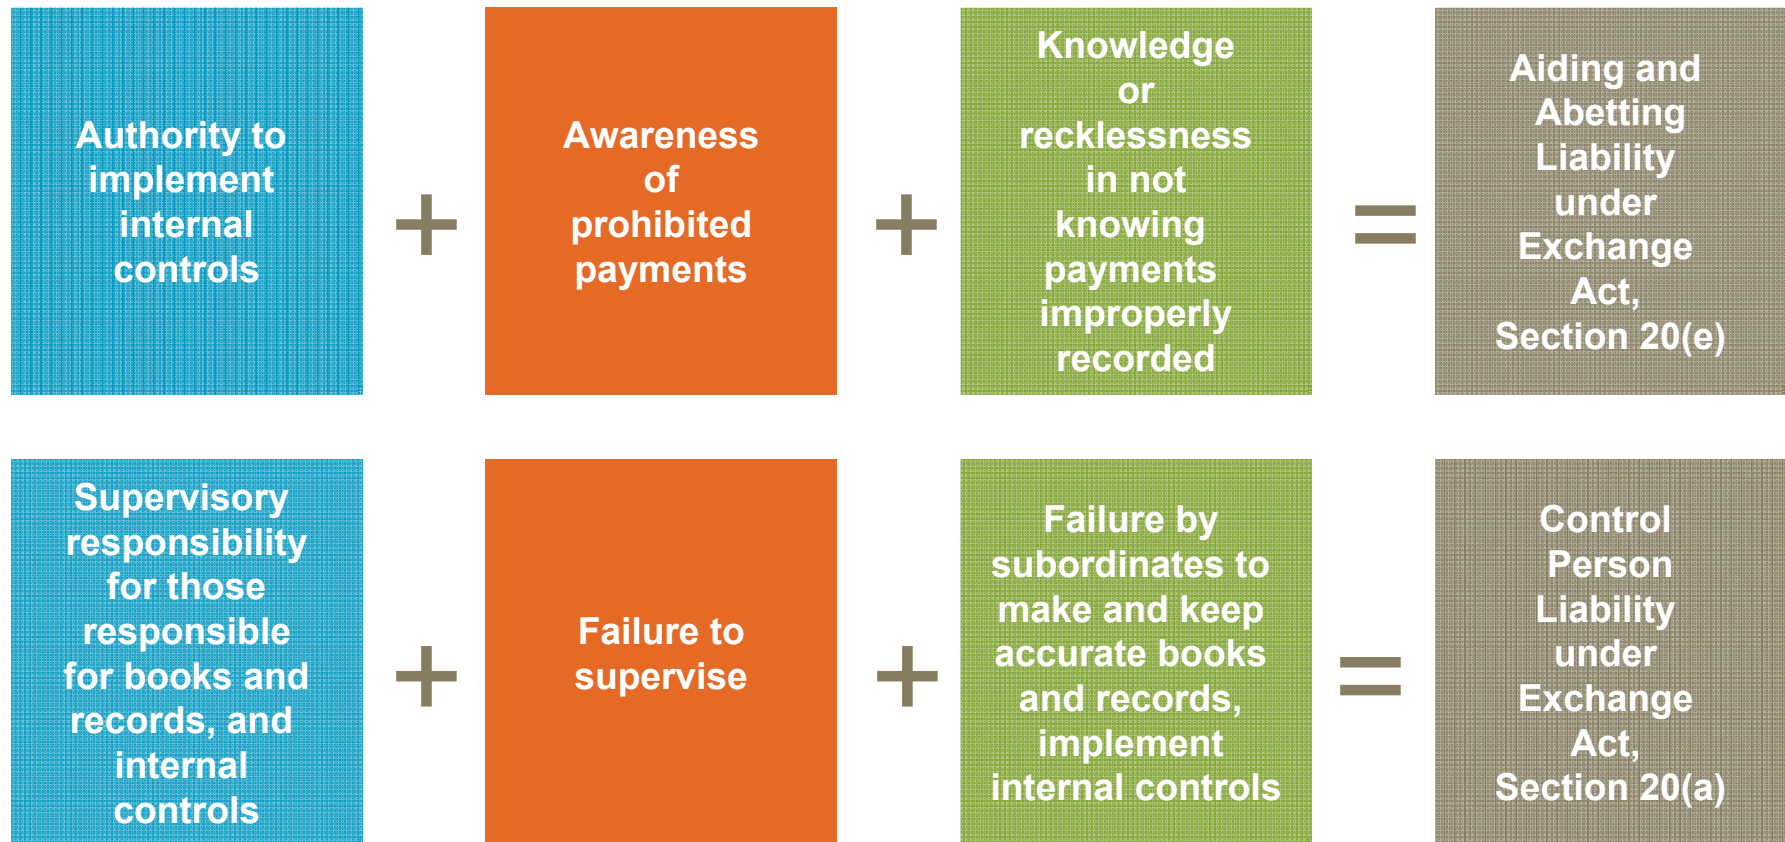 Authority to
implement
internal
controls
+
Awareness
of
prohibited
payments
+
Knowledge
or
recklessness
in not
knowing
payments
improperly
recorded
=
Aiding and
Abetting
Liability
under
Exchange
Act,
Section 20(e)
Supervisory
responsibility
for those
responsible
for books and
records, and
internal
controls
+
Failure to
supervise
+
Failure by
subordinates to
make and keep
accurate books
and records,
implement
internal controls
=
Control
Person
Liability
under
Exchange
Act,
Section 20(a)